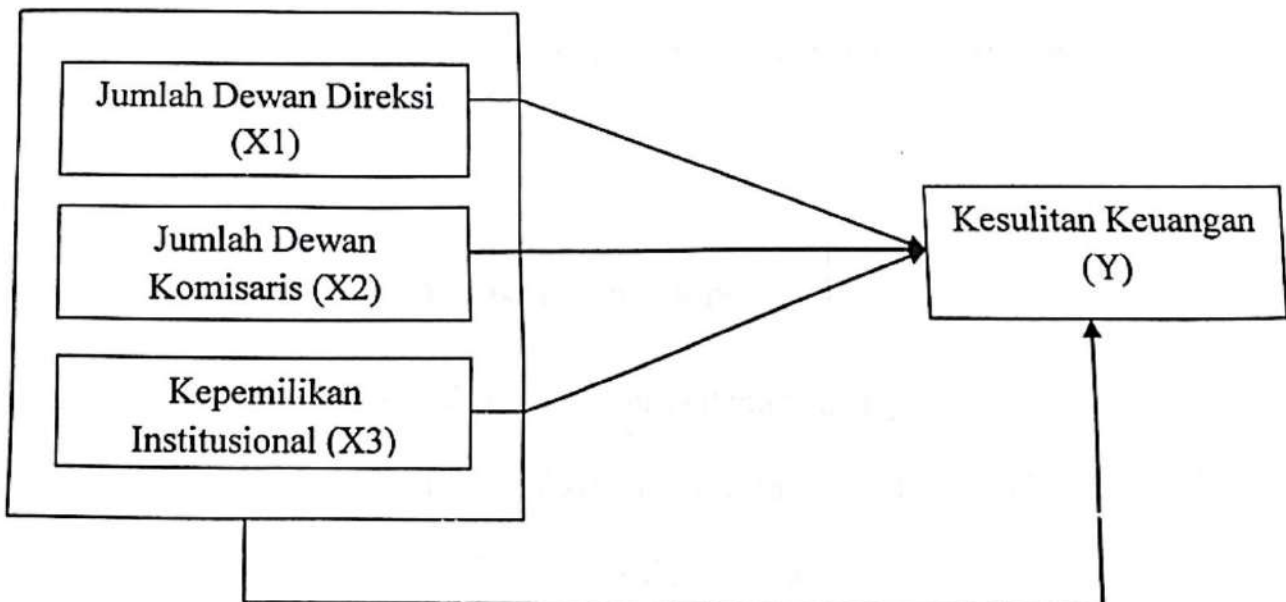 Jumlah Dewan Direksi
(X1)
Jumlah Dewan
Komisaris (X2)
Kepemilikan
Institusional (X3)
Kesulitan Keuangan
(Y)